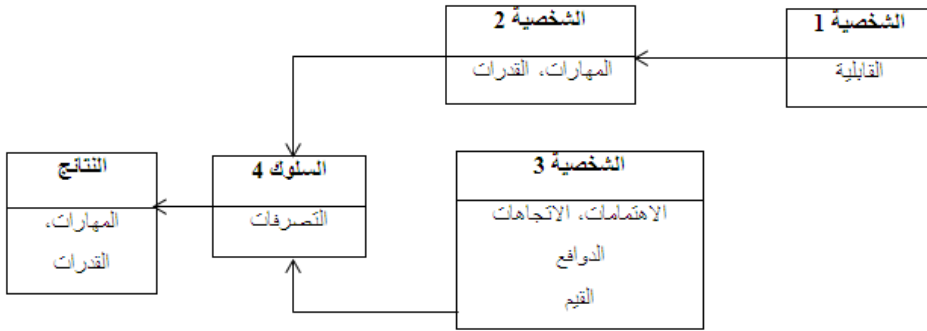 الشخصية 1
القابلية
الشخصية 2
المهارات، القدرات
الشخصية 3
الاهتمامات، الاتجاهات
الدوافع
القيم
السلوك 4
التصرفات
النتائج
المهارات،
القدرات